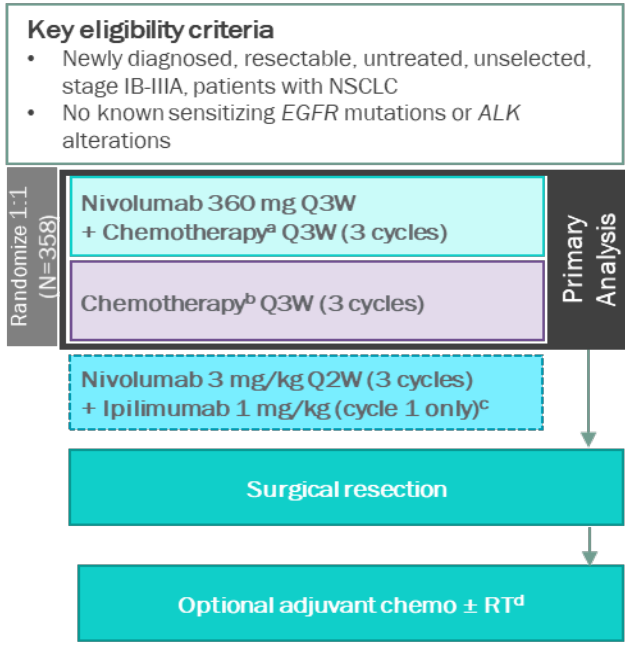 Key eligibility criteria
• Newly diagnosed, resectable, untreated, unselected,
stage IB-IIIA, patients with NSCLC
• No known sensitizing EGFR mutations or ALK
alterations
Randomize 1:1
(N=358)
Nivolumab 360 mg Q3W
+ Chemotherapyᵃ Q3W (3 cycles)
Chemotherapyᵇ Q3W (3 cycles)
Primary
Analysis
Nivolumab 3 mg/kg Q2W (3 cycles)
+ Ipilimumab 1 mg/kg (cycle 1 only)ᶜ
Surgical resection
Optional adjuvant chemo ± RTᵈ